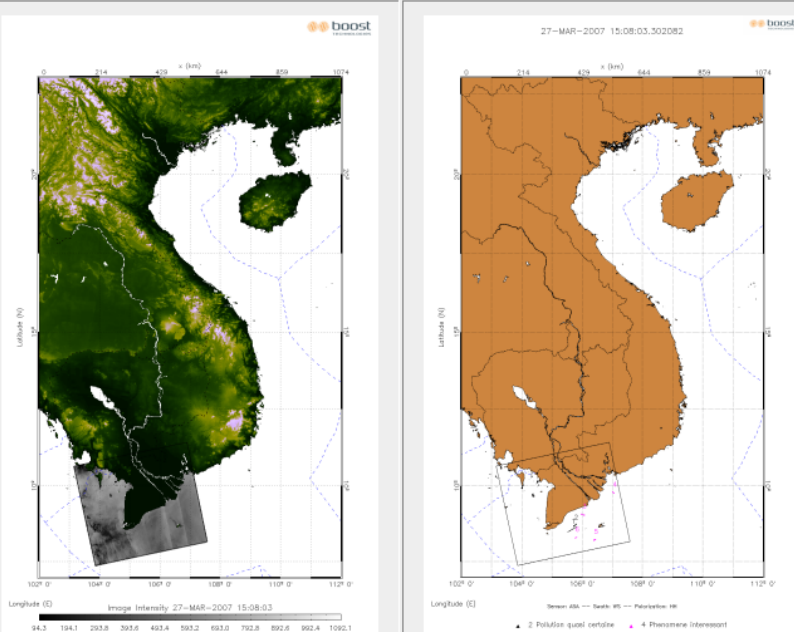 boost
TECHNOLOGIES
x (km)
0 214 429 644 859 1074
Latitude (N)
102° 0' 104° 0' 106° 0' 108° 0' 110° 0' 112° 0'
Longitude (E)
Image Intensity 27-MAR-2007 15:08:03
94.3 194.1 293.8 393.6 493.4 593.2 693.0 792.8 892.6 992.4 1092.1
boost
27-MAR-2007 15:08:03.302082
x (km)
0 214 429 644 859 1074
Latitude (N)
102° 0' 104° 0' 106° 0' 108° 0' 110° 0' 112° 0'
Longitude (E)
Sensor ASA -- Swath WS -- Polarization HH
2 Pollution quasi certaine
4 Phenomene interessant